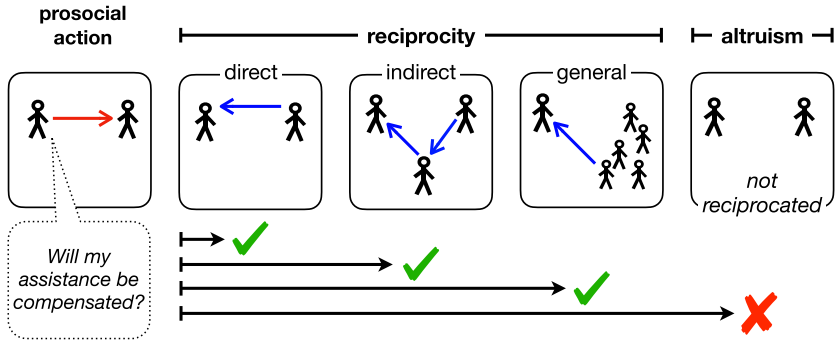 prosocial
action
reciprocity
altruism
direct
indirect
general
not
reciprocated
Will my
assistance be
compensated?